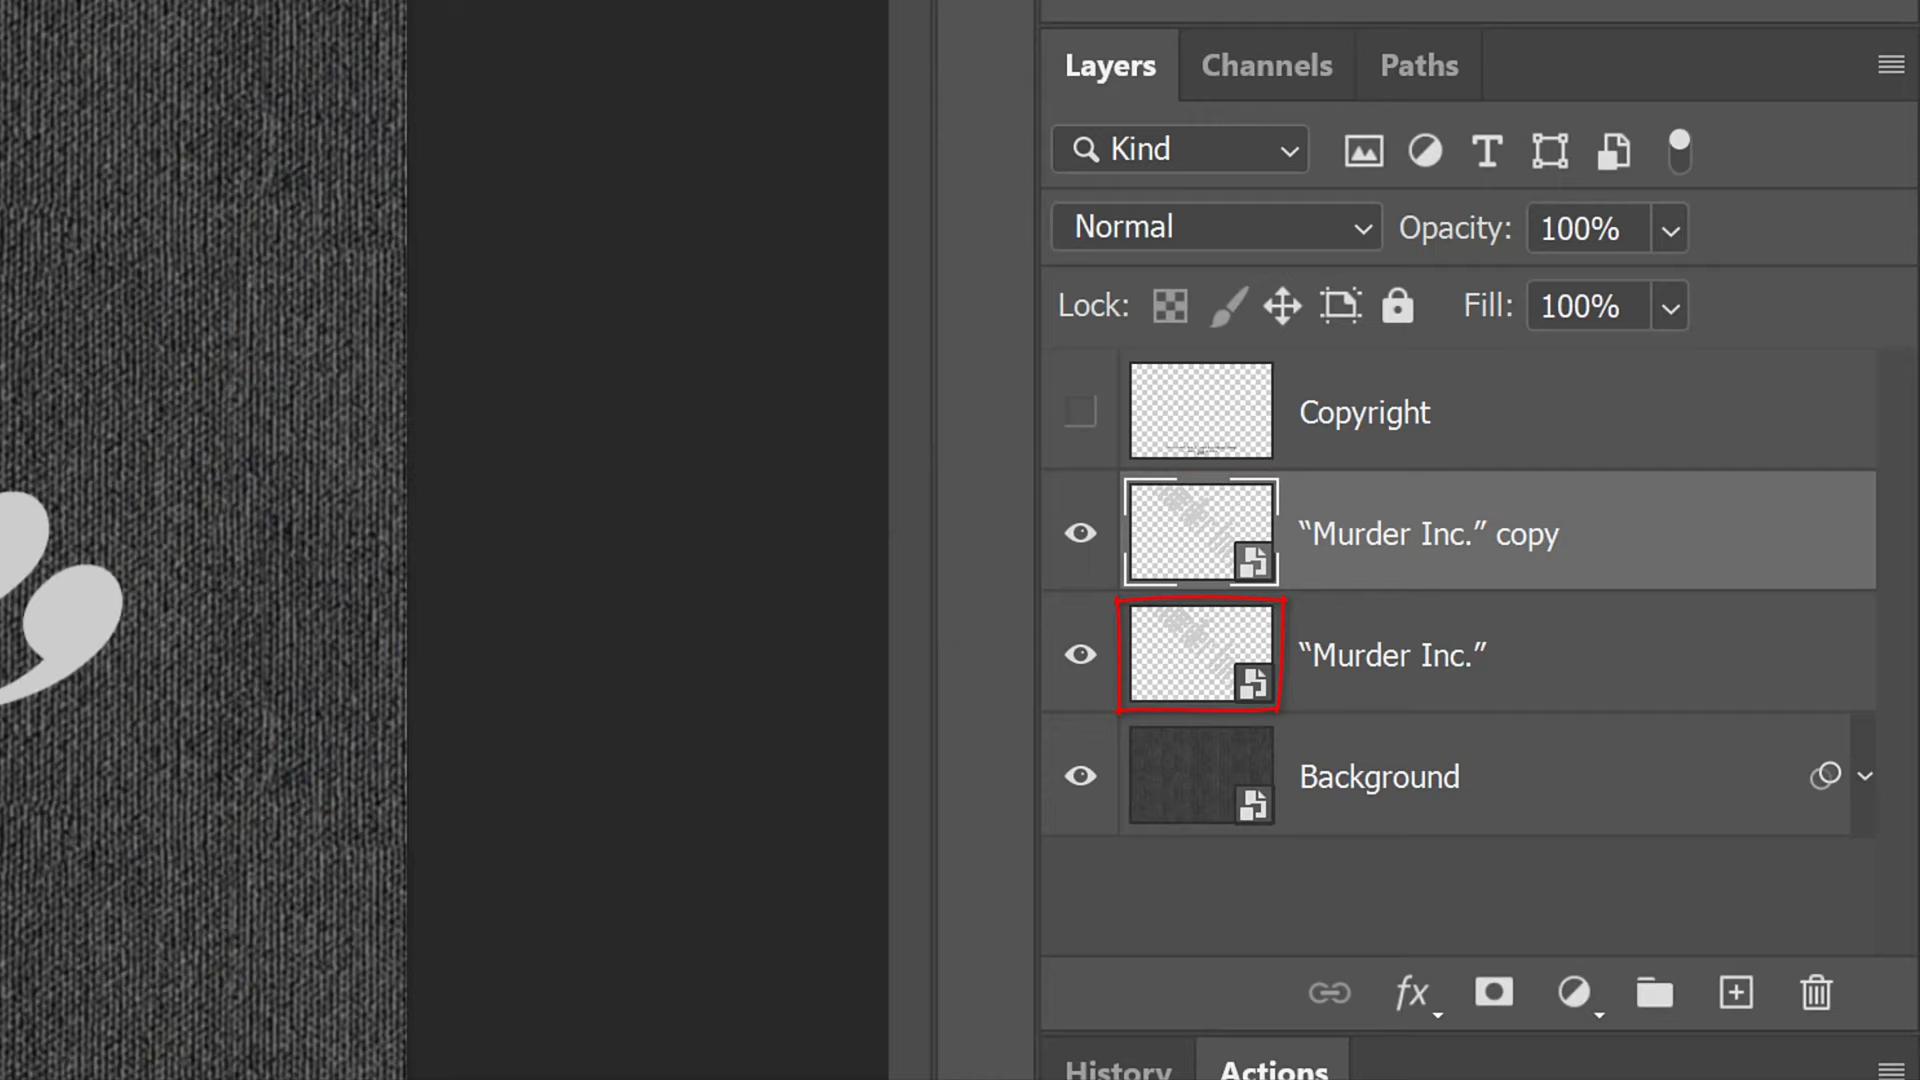 Layers Channels Paths
Kind
Normal Opacity: 100%
Lock: Fill: 100%
Copyright
“Murder Inc.” copy
“Murder Inc.”
Background
fx
History Actions